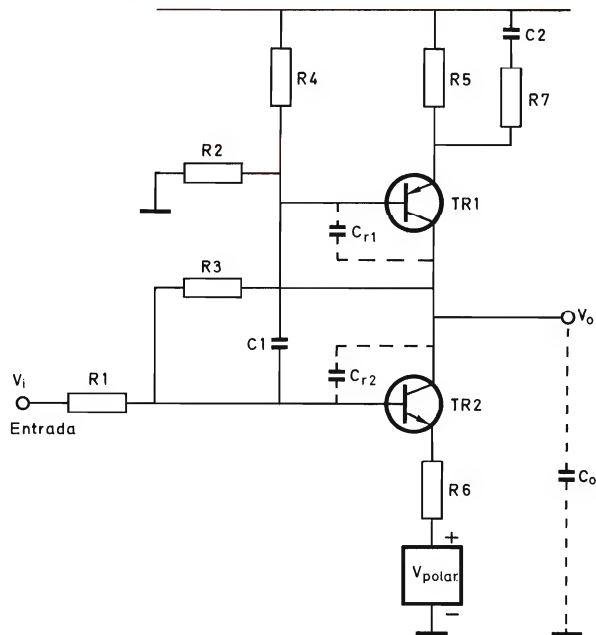 C2
R4
R5
R7
R2
TR1
Cr1
R3
C1
Vo
Vi
R1
Cr2
TR2
Entrada
R6
Co
+
Vpolar.
−